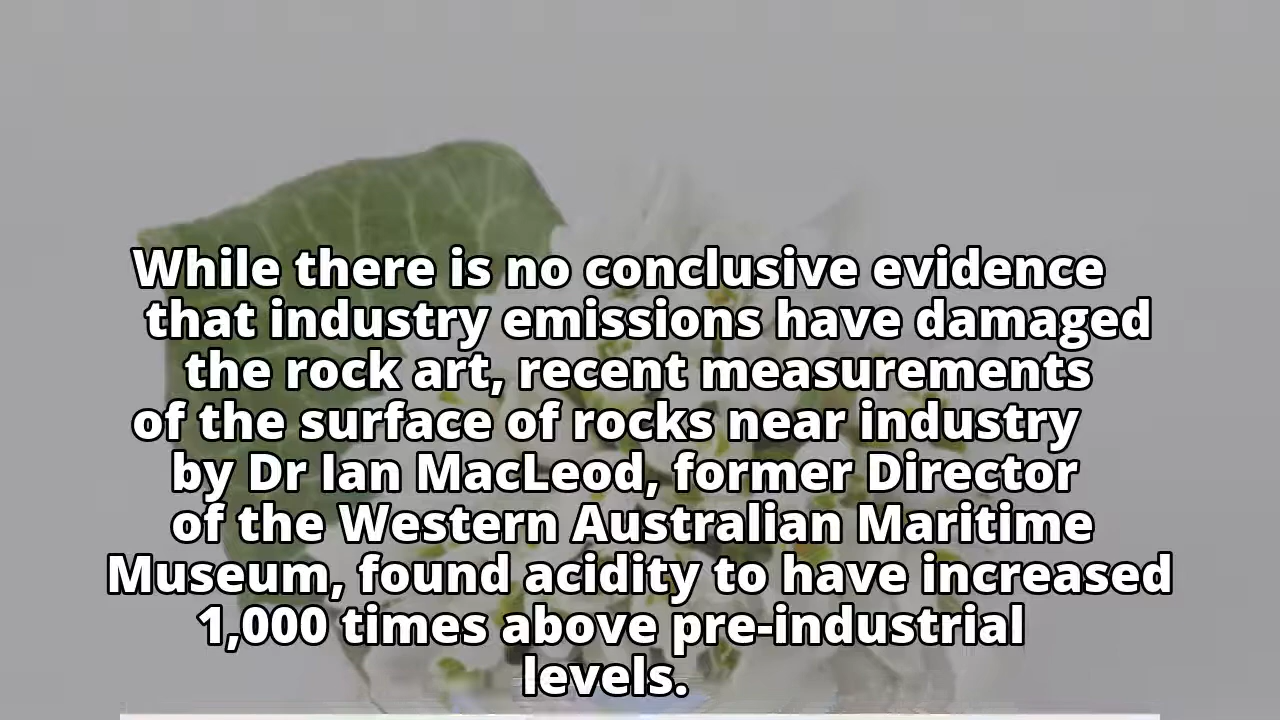 While there is no conclusive evidence
that industry emissions have damaged
the rock art, recent measurements
of the surface of rocks near industry
by Dr Ian MacLeod, former Director
of the Western Australian Maritime
Museum, found acidity to have increased
1,000 times above pre-industrial
levels.